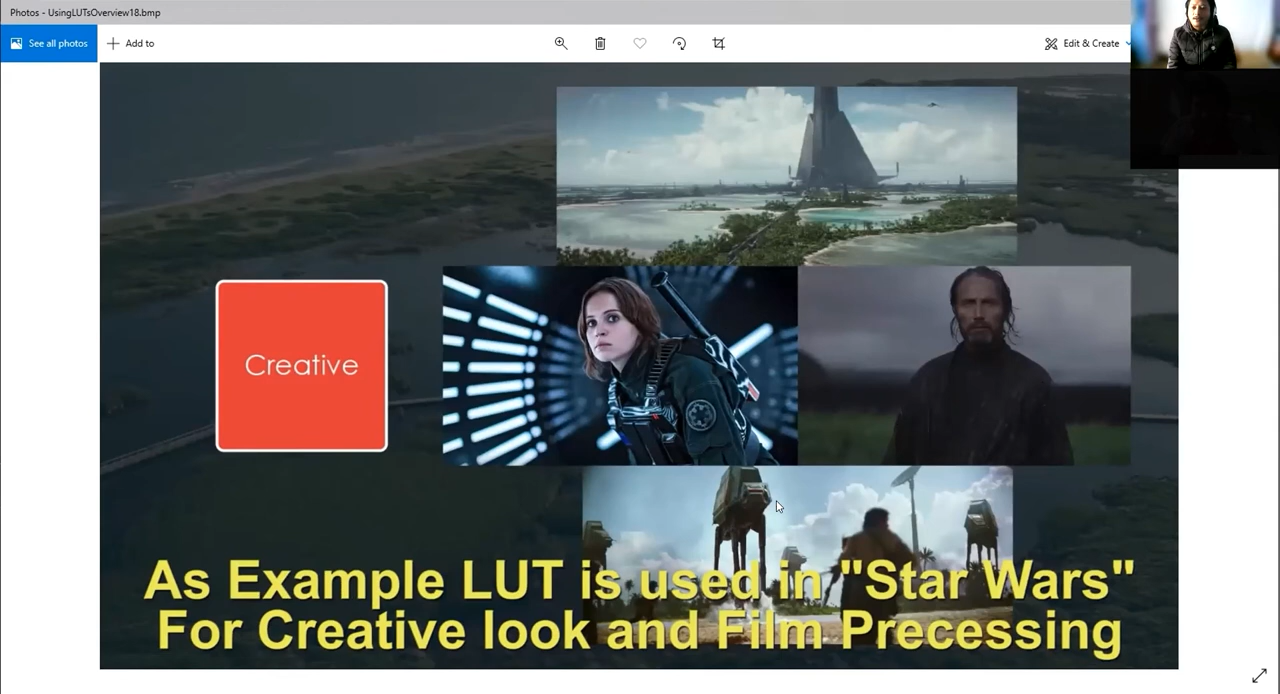 Photos - UsingLUTsOverview18.bmp
See all photos
Add to
Edit & Create
Creative
As Example LUT is used in "Star Wars"
For Creative look and Film Precessing